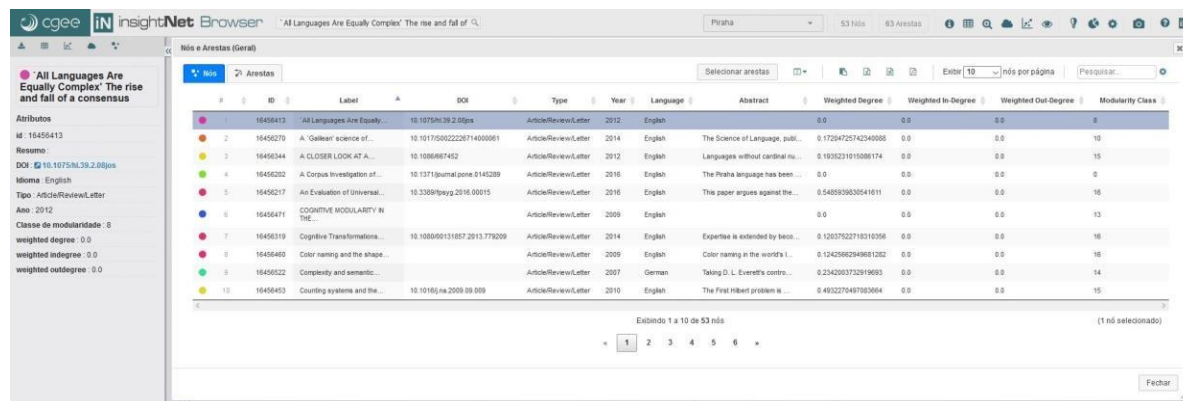 cgee iN insightNet Browser `All Languages Are Equally Complex' The rise and fall of Piraha 53 Nós 63 Arestas
Nós e Arestas (Geral)
`All Languages Are
Equally Complex' The rise
and fall of a consensus
Atributos
Id : 16456413
Resumo :
DOI : 10.1075/hl.39.2.08jos
Idioma : English
Tipo : Article/Review/Letter
Ano : 2012
Classe de modularidade : 8
weighted degree : 0.0
weighted indegree : 0.0
weighted outdegree : 0.0
Nós Arestas Selecionar arestas Exibir 10 nós por página Pesquisar...
# ID Label DOI Type Year Language Abstract Weighted Degree Weighted In-Degree Weighted Out-Degree Modularity Class
1 16456413 `All Languages Are Equally... 10.1075/hl.39.2.08jos Article/Review/Letter 2012 English 0.0 0.0 0.0 8
2 16456270 A `Galilean' science of... 10.1017/S0022226714000061 Article/Review/Letter 2014 English The Science of Language, publ... 0.17204725742340088 0.0 0.0 10
3 16456344 A CLOSER LOOK AT A... 10.1086/667452 Article/Review/Letter 2012 English Languages without cardinal nu... 0.1935231015086174 0.0 0.0 15
4 16456202 A Corpus Investigation of... 10.1371/journal.pone.0145289 Article/Review/Letter 2016 English The Piraha language has been ... 0.0 0.0 0.0 0
5 16456217 An Evaluation of Universal... 10.3389/fpsyg.2016.00015 Article/Review/Letter 2016 English This paper argues against the... 0.5485939830541611 0.0 0.0 16
6 16456471 COGNITIVE MODULARITY IN THE... Article/Review/Letter 2009 English 0.0 0.0 0.0 13
7 16456319 Cognitive Transformations... 10.1080/00131857.2013.779209 Article/Review/Letter 2014 English Expertise is extended by beco... 0.12037622718310356 0.0 0.0 16
8 16456460 Color naming and the shape... Article/Review/Letter 2009 English Color naming in the world's l... 0.12425662949681282 0.0 0.0 16
9 16456522 Complexity and semantic... Article/Review/Letter 2007 German Taking D. L. Everett's contro... 0.2342003732919693 0.0 0.0 14
10 16456453 Counting systems and the... 10.1016/j.na.2009.09.009 Article/Review/Letter 2010 English The First Hilbert problem is ... 0.4932270497083664 0.0 0.0 15
Exibindo 1 a 10 de 53 nós (1 nó selecionado)
« 1 2 3 4 5 6 »
Fechar